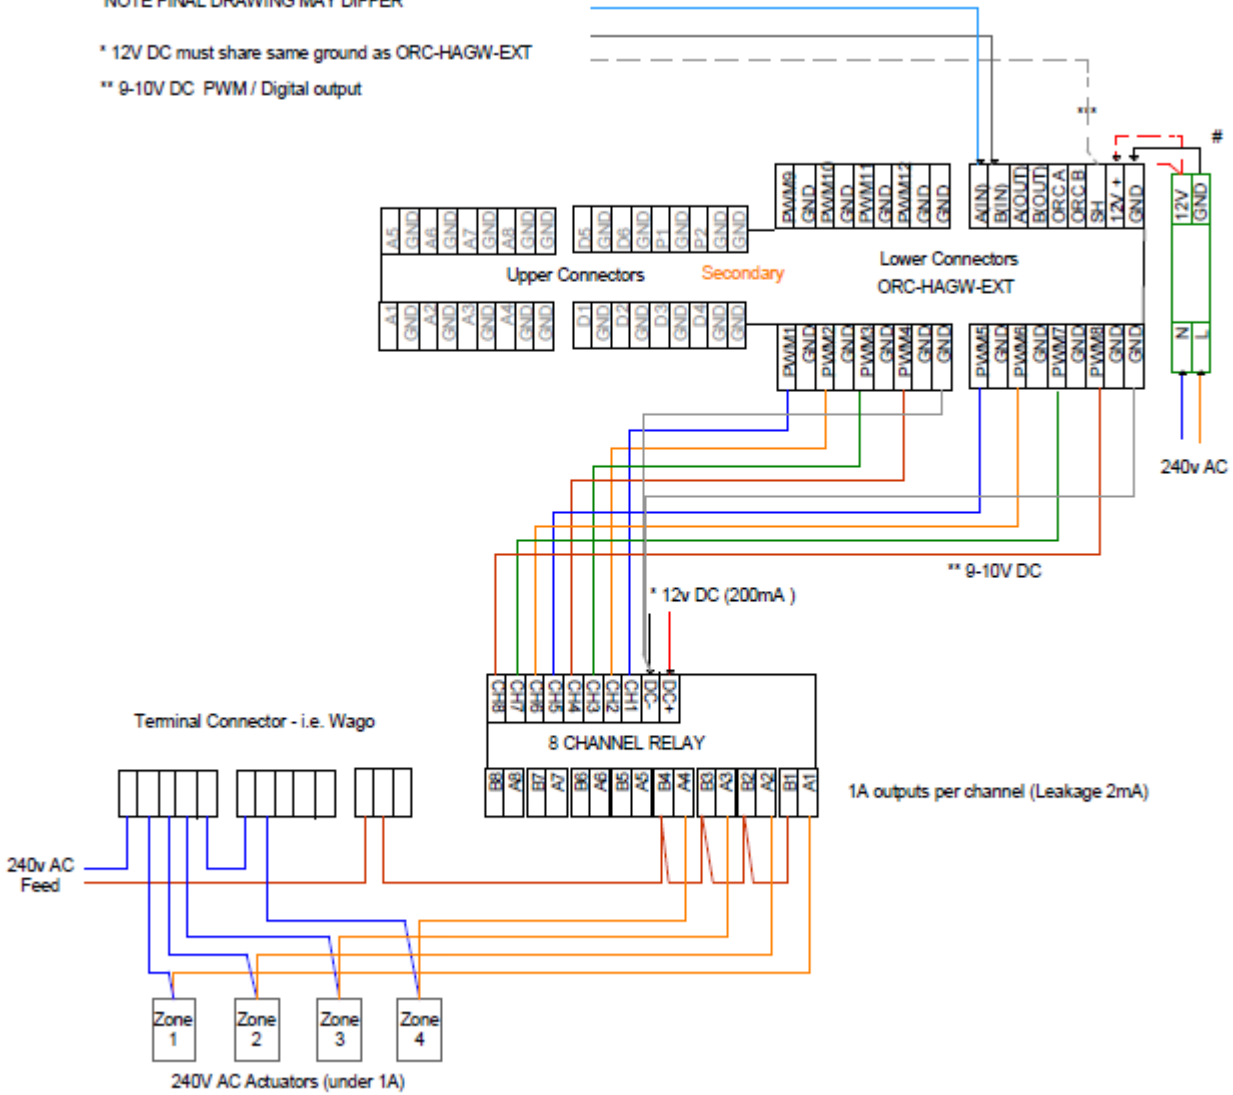 NOTE FINAL DRAWING MAY DIFFER
* 12V DC must share same ground as ORC-HAGW-EXT
** 9-10V DC PWM / Digital output
***
#
PWM9 GND PWM10 GND PWM11 GND PWM12 GND GND
A(IN) B(IN) A(OUT) B(OUT) ORC A ORC B SH 12V + GND
12V GND
A5 GND A6 GND A7 GND A8 GND GND
D5 GND D6 GND P1 GND P2 GND GND
Upper Connectors
Secondary
Lower Connectors
ORC-HAGW-EXT
A1 GND A2 GND A3 GND A4 GND GND
D1 GND D2 GND D3 GND D4 GND GND
PWM1 GND PWM2 GND PWM3 GND PWM4 GND GND
PWM5 GND PWM6 GND PWM7 GND PWM8 GND GND
N L
240v AC
** 9-10V DC
* 12v DC (200mA )
CH8 CH7 CH6 CH5 CH4 CH3 CH2 CH1 DC- DC+
Terminal Connector - i.e. Wago
8 CHANNEL RELAY
B8 A8 B7 A7 B6 A6 B5 A5 B4 A4 B3 A3 B2 A2 B1 A1
1A outputs per channel (Leakage 2mA)
240v AC
Feed
Zone
1
Zone
2
Zone
3
Zone
4
240V AC Actuators (under 1A)